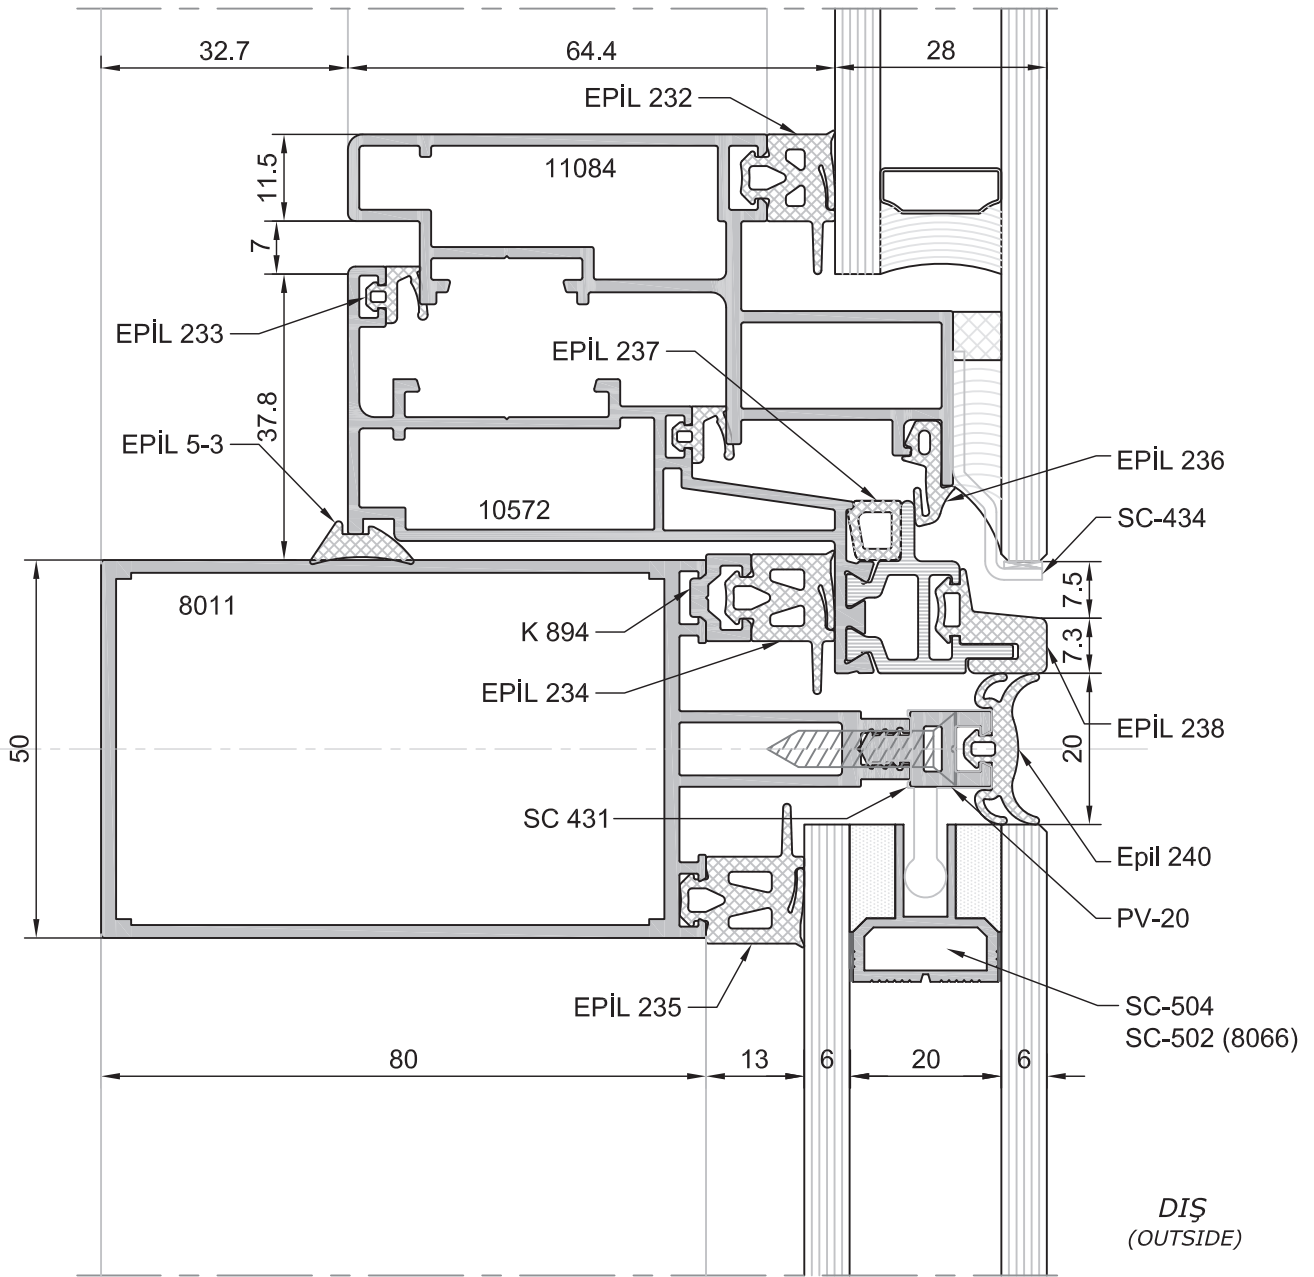 32.7
64.4
28
EPİL 232
11084
11.5
7
EPİL 233
EPİL 237
37.8
EPİL 5-3
EPİL 236
10572
SC-434
8011
7.5
K 894
7.3
EPİL 234
EPİL 238
50
20
SC 431
Epil 240
PV-20
EPİL 235
SC-504
SC-502 (8066)
80
13
6
20
6
DIŞ
(OUTSIDE)